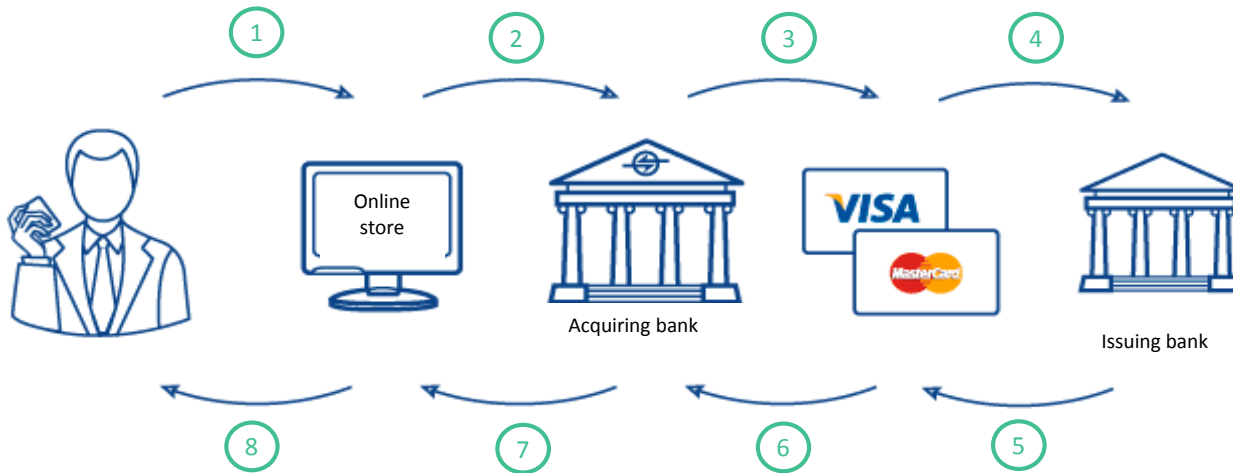 1
2
3
4
Online
store
VISA
MasterCard
Acquiring bank
Issuing bank
8
7
6
5